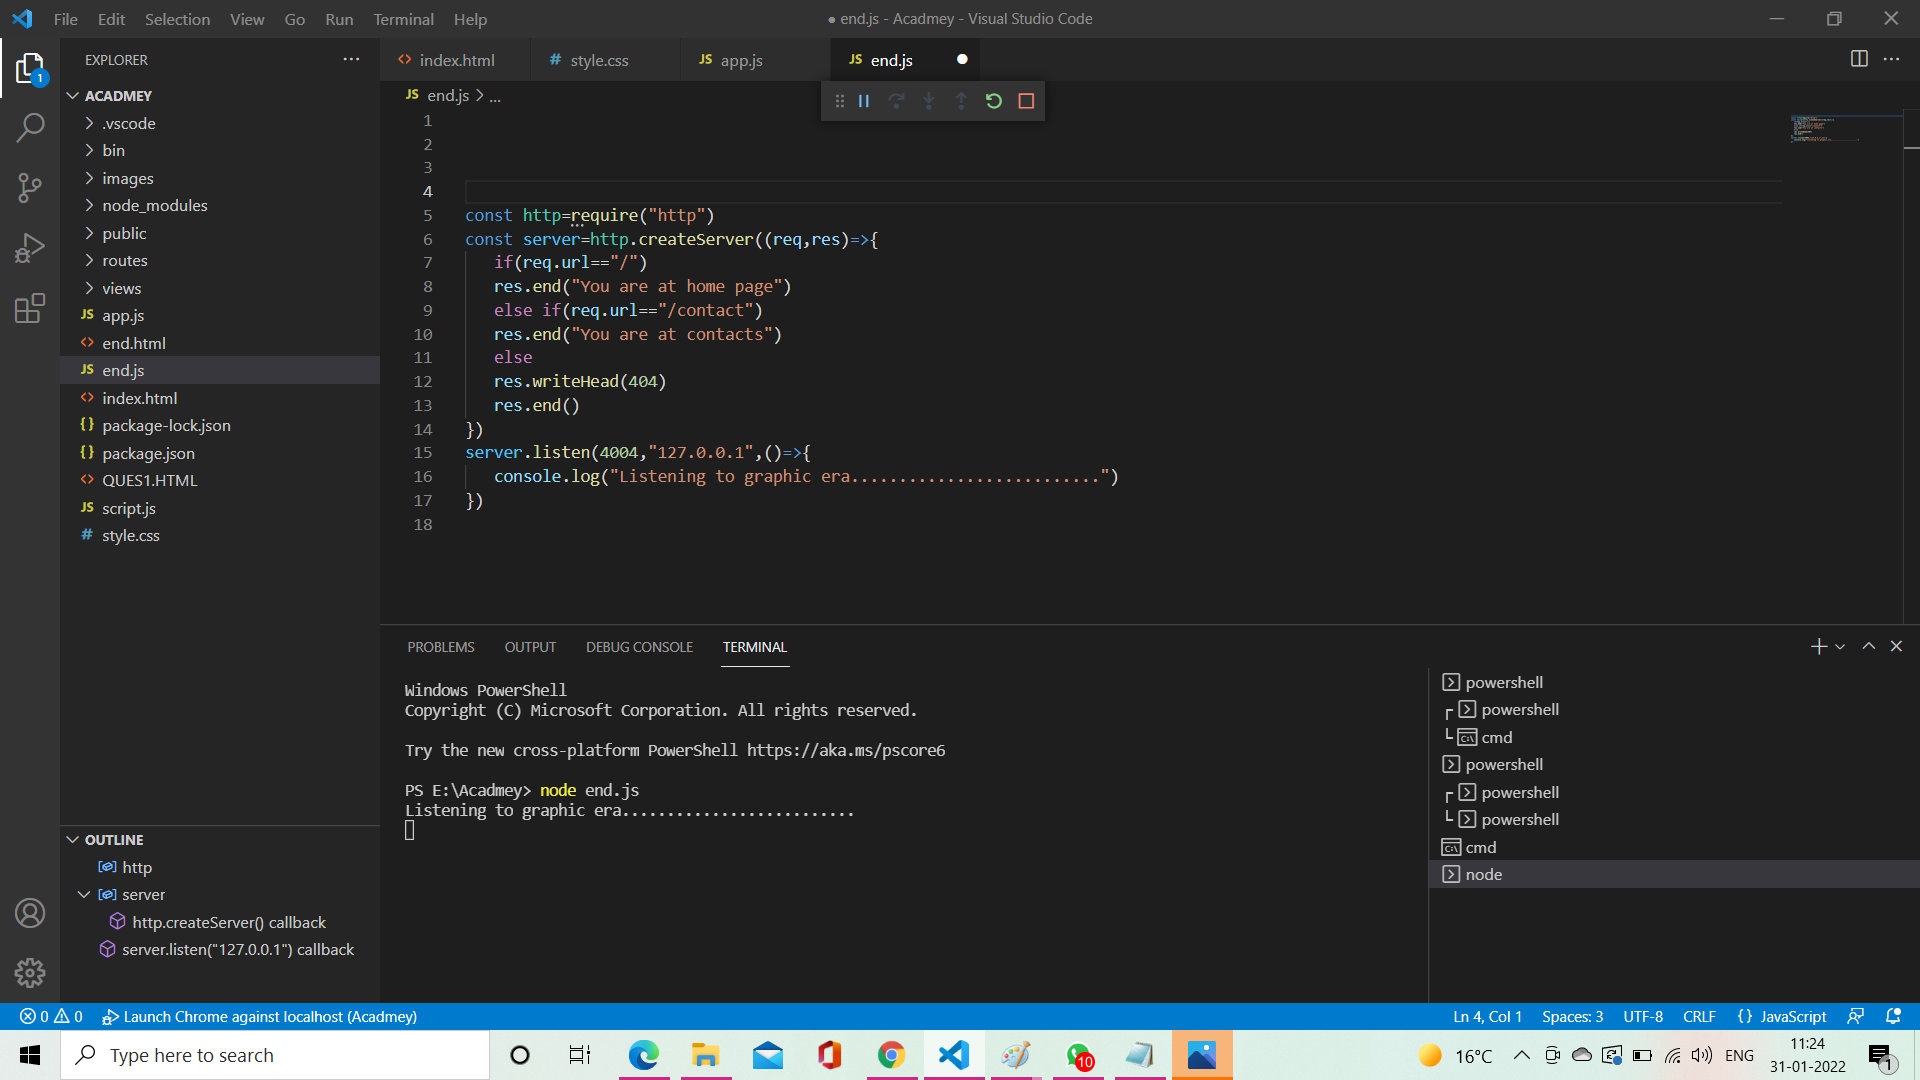 File Edit Selection View Go Run Terminal Help
● end.js - Acadmey - Visual Studio Code
EXPLORER
index.html
# style.css
JS app.js
JS end.js
1
ACADMEY
JS end.js > ...
.vscode
bin
images
node_modules
public
routes
views
JS app.js
<> end.html
JS end.js
<> index.html
{} package-lock.json
{} package.json
<> QUES1.HTML
JS script.js
# style.css
1
2
3
4
5 const http=require("http")
6 const server=http.createServer((req,res)=>{
7 if(req.url=="/")
8 res.end("You are at home page")
9 else if(req.url=="/contact")
10 res.end("You are at contacts")
11 else
12 res.writeHead(404)
13 res.end()
14 })
15 server.listen(4004,"127.0.0.1",()=>{
16 console.log("Listening to graphic era..........................")
17 })
18
PROBLEMS OUTPUT DEBUG CONSOLE TERMINAL
Windows PowerShell
Copyright (C) Microsoft Corporation. All rights reserved.
Try the new cross-platform PowerShell https://aka.ms/pscore6
PS E:\Acadmey> node end.js
Listening to graphic era..........................
powershell
powershell
cmd
powershell
powershell
powershell
cmd
node
OUTLINE
http
server
http.createServer() callback
server.listen("127.0.0.1") callback
0 0 Launch Chrome against localhost (Acadmey)
Ln 4, Col 1 Spaces: 3 UTF-8 CRLF {} JavaScript
Type here to search
10
16°C
ENG
11:24
31-01-2022
1